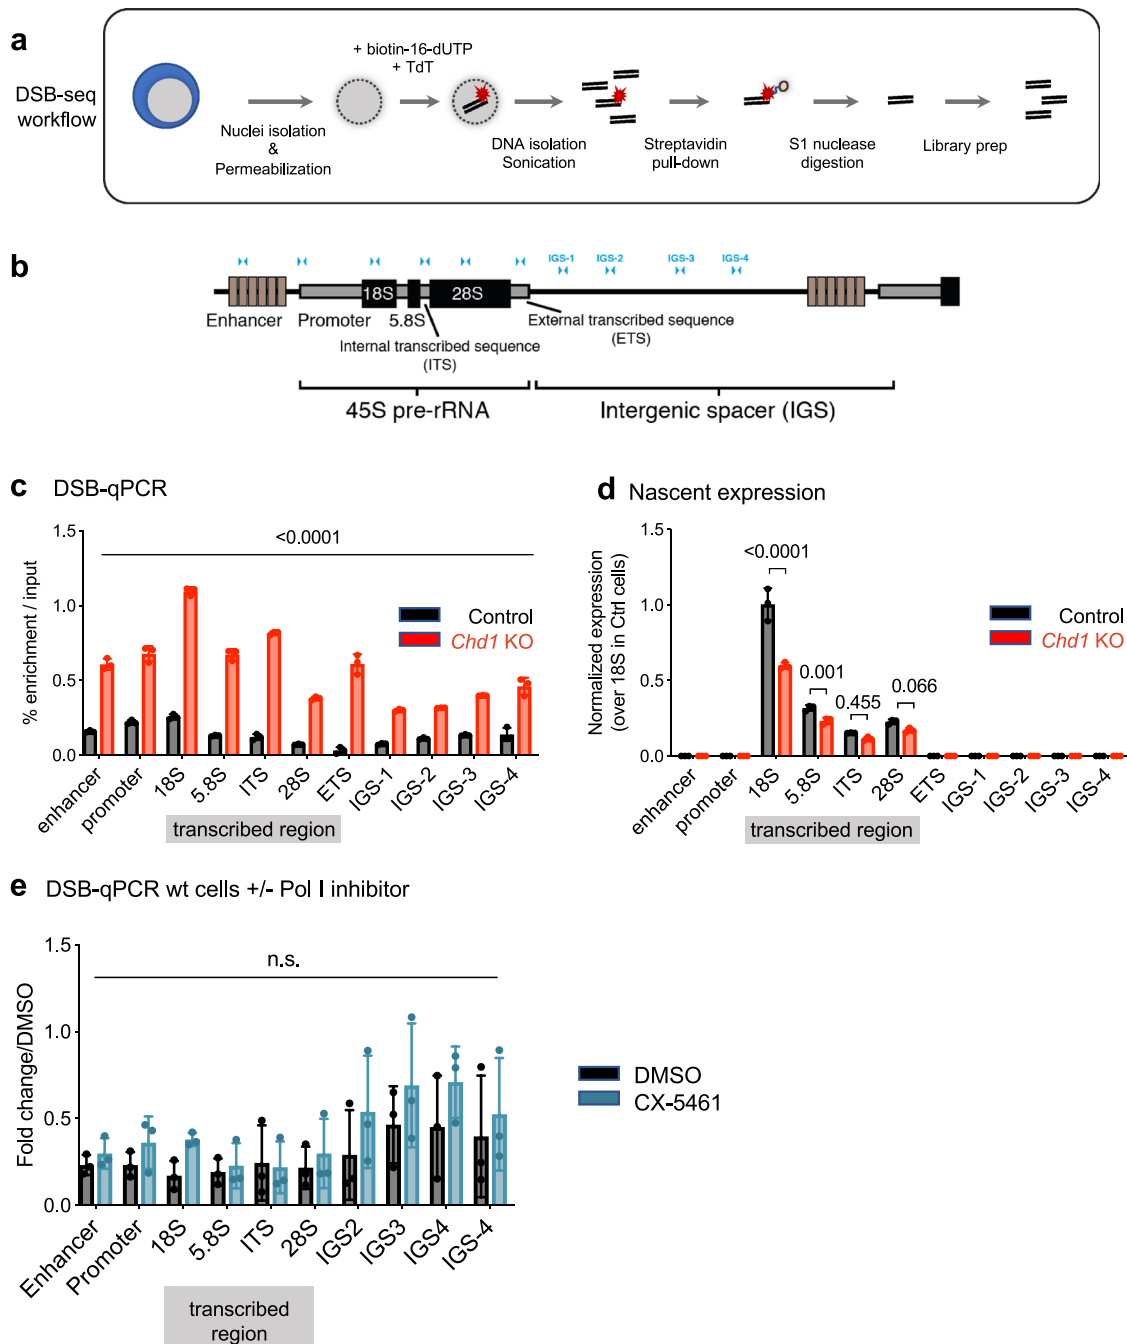 a
DSB-seq
workflow
+ biotin-16-dUTP
+ TdT
Nuclei isolation
&
Permeabilization
DNA isolation
Sonication
Streptavidin
pull-down
S1 nuclease
digestion
Library prep
b
IGS-1 IGS-2 IGS-3 IGS-4
18S 28S
Enhancer Promoter 5.8S
External transcribed sequence
(ETS)
Internal transcribed sequence
(ITS)
45S pre-rRNA Intergenic spacer (IGS)
c DSB-qPCR
% enrichment / input
1.5
1.0
0.5
0.0
<0.0001
Control
Chd1 KO
enhancer promoter 18S 5.8S ITS 28S ETS IGS-1 IGS-2 IGS-3 IGS-4
transcribed region
d Nascent expression
Normalized expression
(over 18S in Ctrl cells)
1.5
1.0
0.5
0.0
<0.0001
0.001
0.455
0.066
Control
Chd1 KO
enhancer promoter 18S 5.8S ITS 28S ETS IGS-1 IGS-2 IGS-3 IGS-4
transcribed region
e DSB-qPCR wt cells +/- Pol I inhibitor
Fold change/DMSO
1.5
1.0
0.5
0.0
n.s.
DMSO
CX-5461
Enhancer Promoter 18S 5.8S ITS 28S IGS2 IGS3 IGS4 IGS-4
transcribed
region